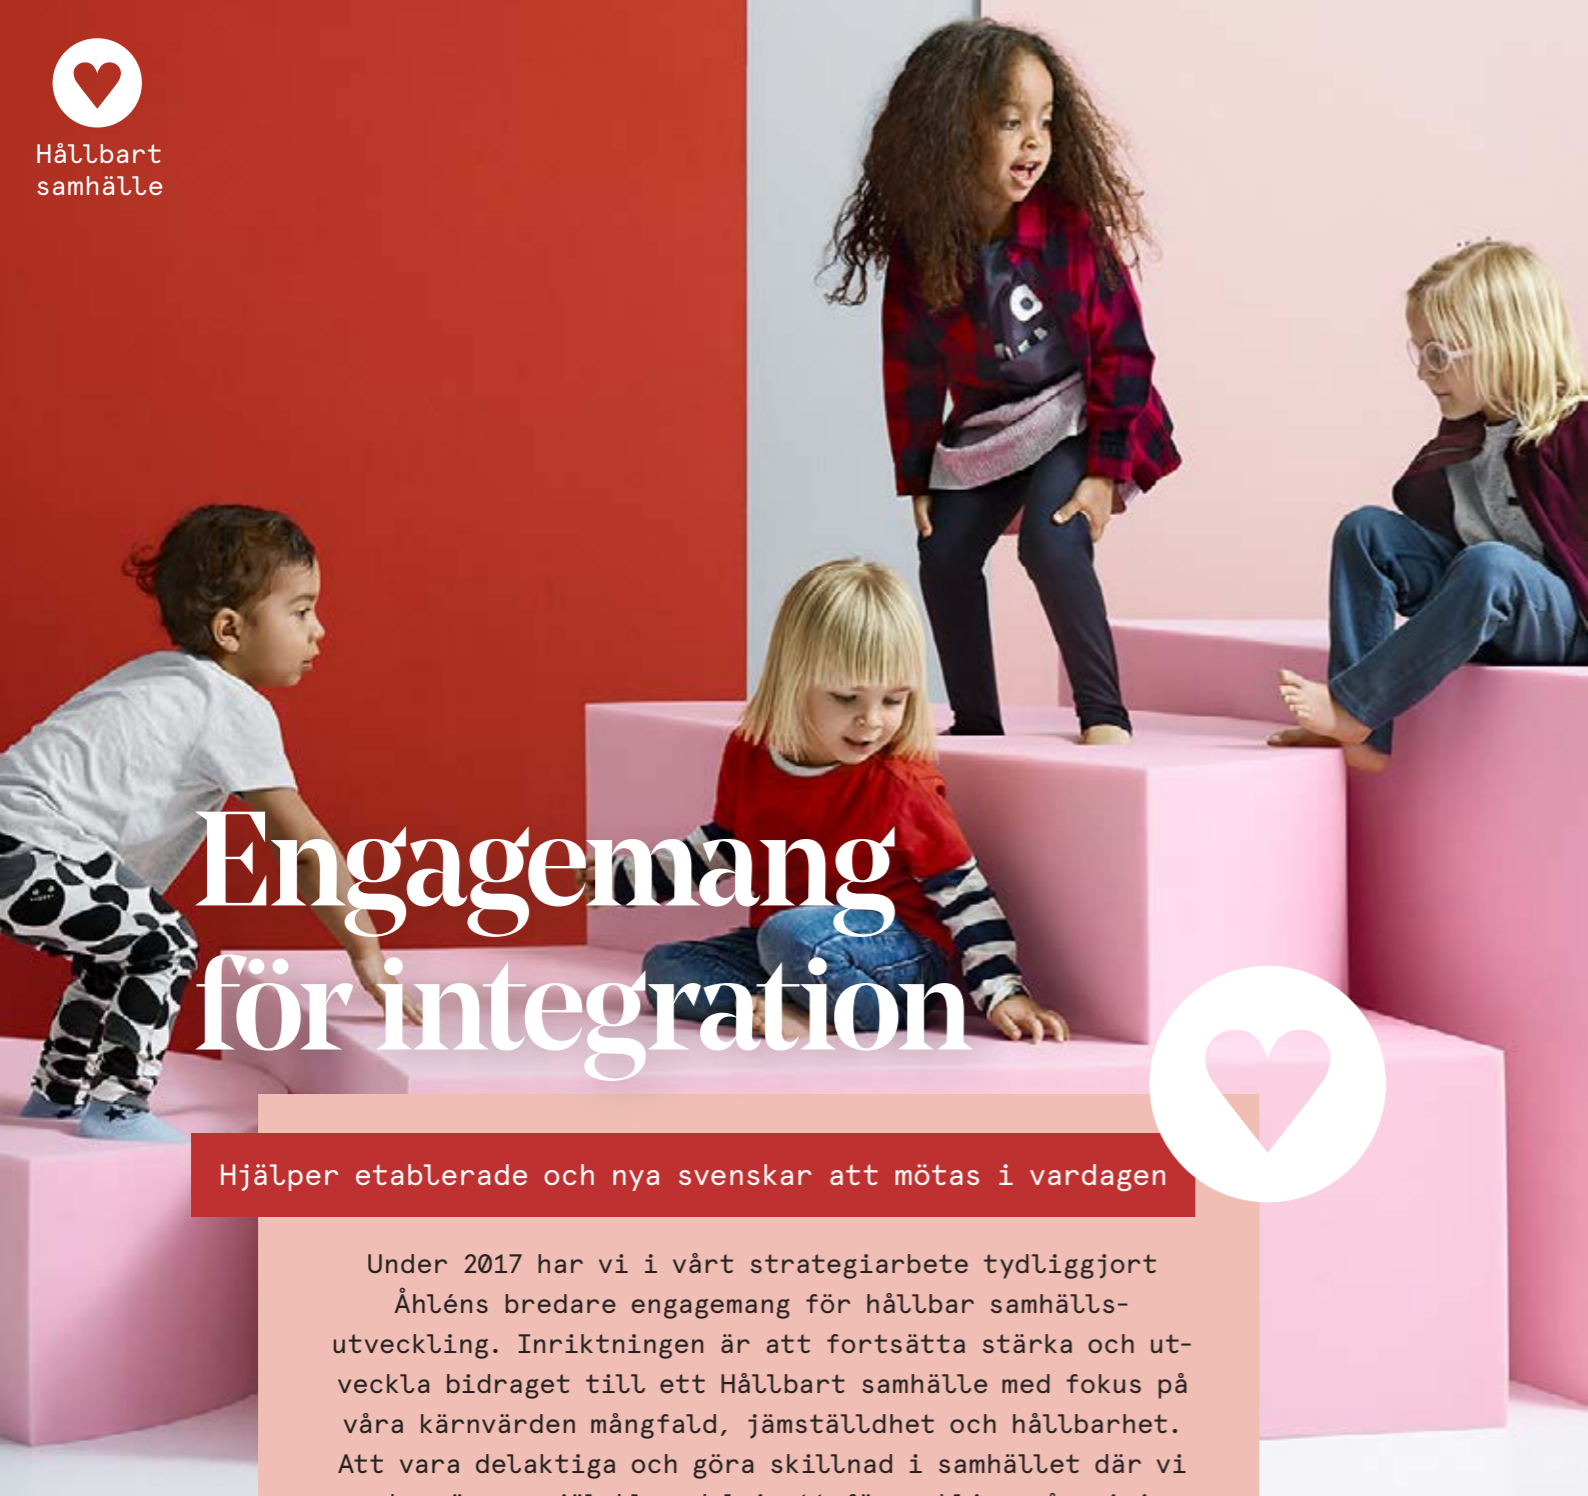 Hållbart
samhälle
Engagemang
för integration
Hjälper etablerade och nya svenskar att mötas i vardagen
Under 2017 har vi i vårt strategiarbete tydliggjort
Åhléns bredare engagemang för hållbar samhälls-
utveckling. Inriktningen är att fortsätta stärka och ut-
veckla bidraget till ett Hållbart samhälle med fokus på
våra kärnvärden mångfald, jämställdhet och hållbarhet.
Att vara delaktiga och göra skillnad i samhället där vi